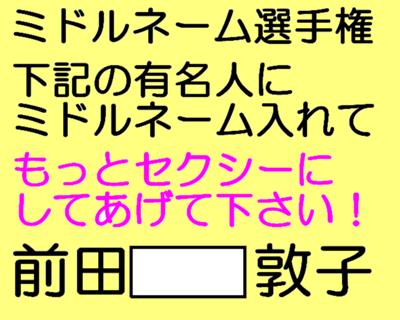 ミドルネーム選手権
下記の有名人に
ミドルネーム入れて
もっとセクシーに
してあげて下さい！
前田 敦子